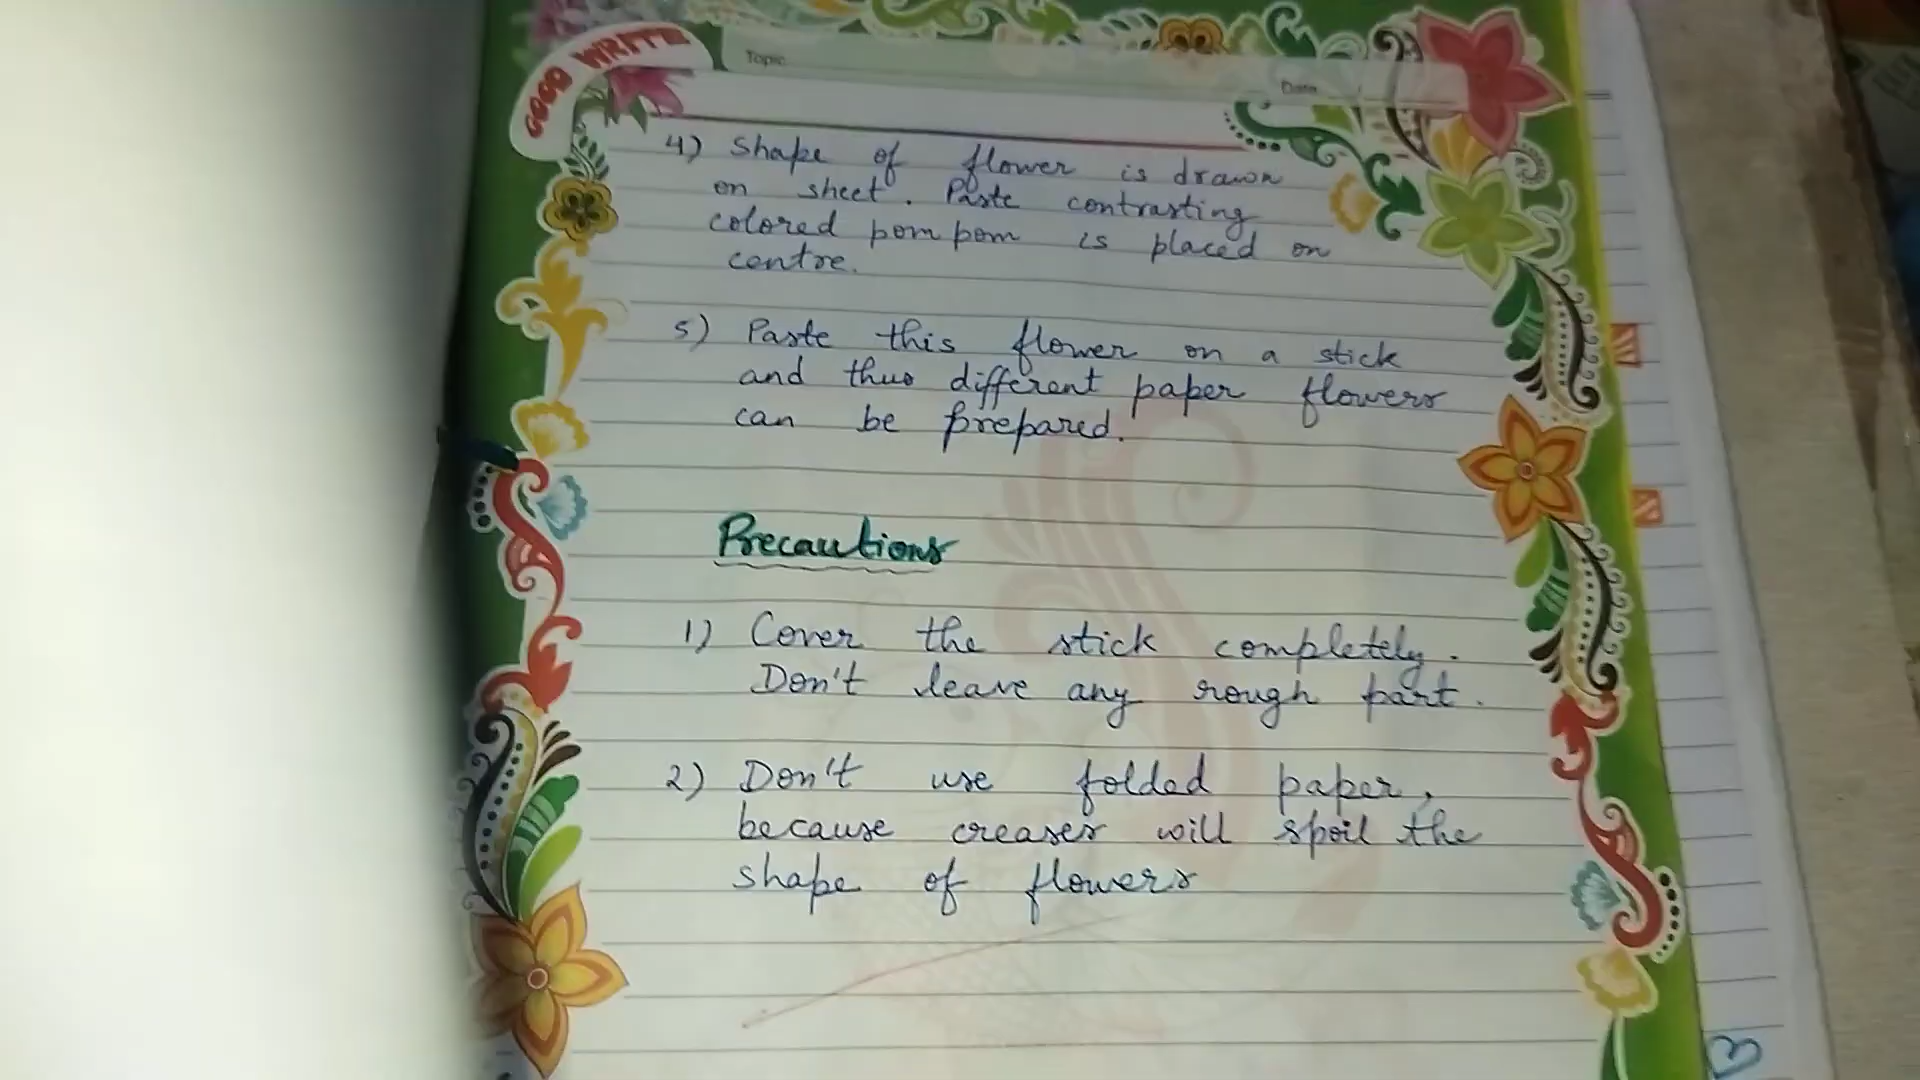 GOOD WRITE
Topic
Date
4) Shape of flower is drawn
on sheet. Paste contrasting
colored pom pom is placed on
centre.
5) Paste this flower on a stick
and thus different paper flowers
can be prepared.
Precautions
1) Cover the stick completely.
Don't leave any rough part.
2) Don't use folded paper,
because creases will spoil the
shape of flowers